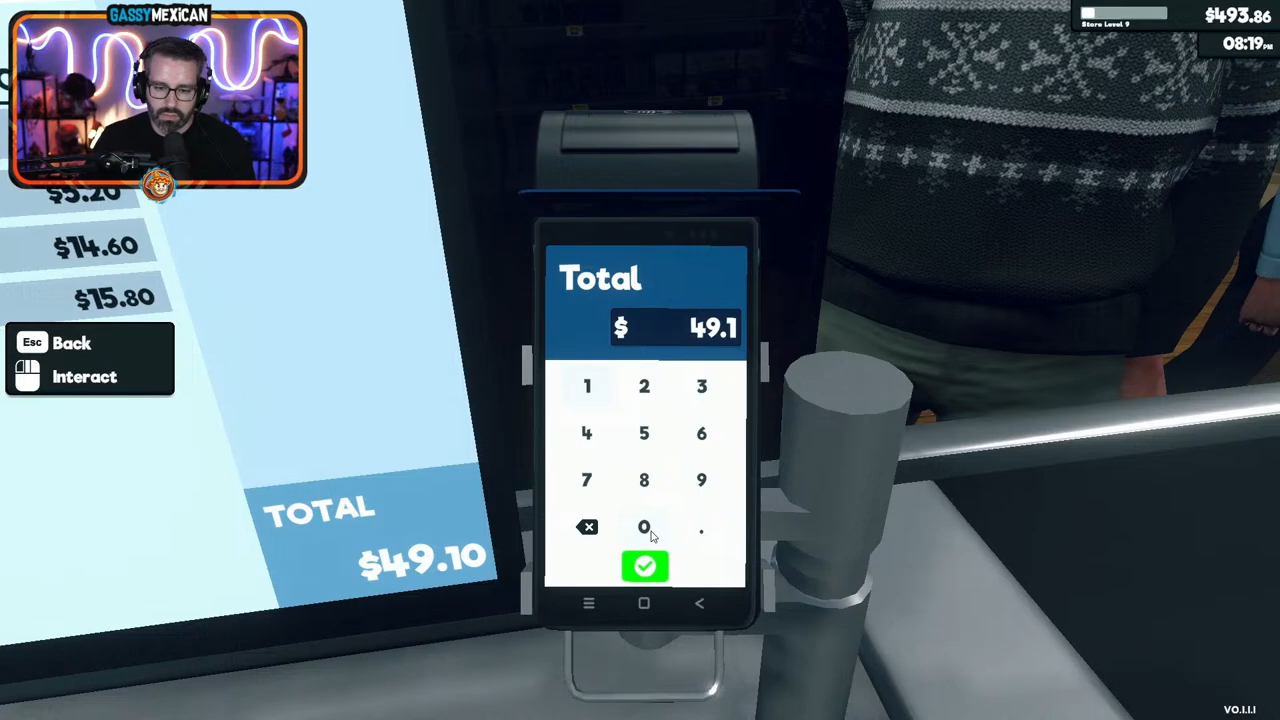 GASSYMEXICAN
Store Level 9
$493.86
08:19PM
$5.20
$14.60
$15.80
Esc Back
Interact
Total
$ 49.1
1 2 3
4 5 6
7 8 9
0 .
TOTAL
$49.10
V0.1.1.1